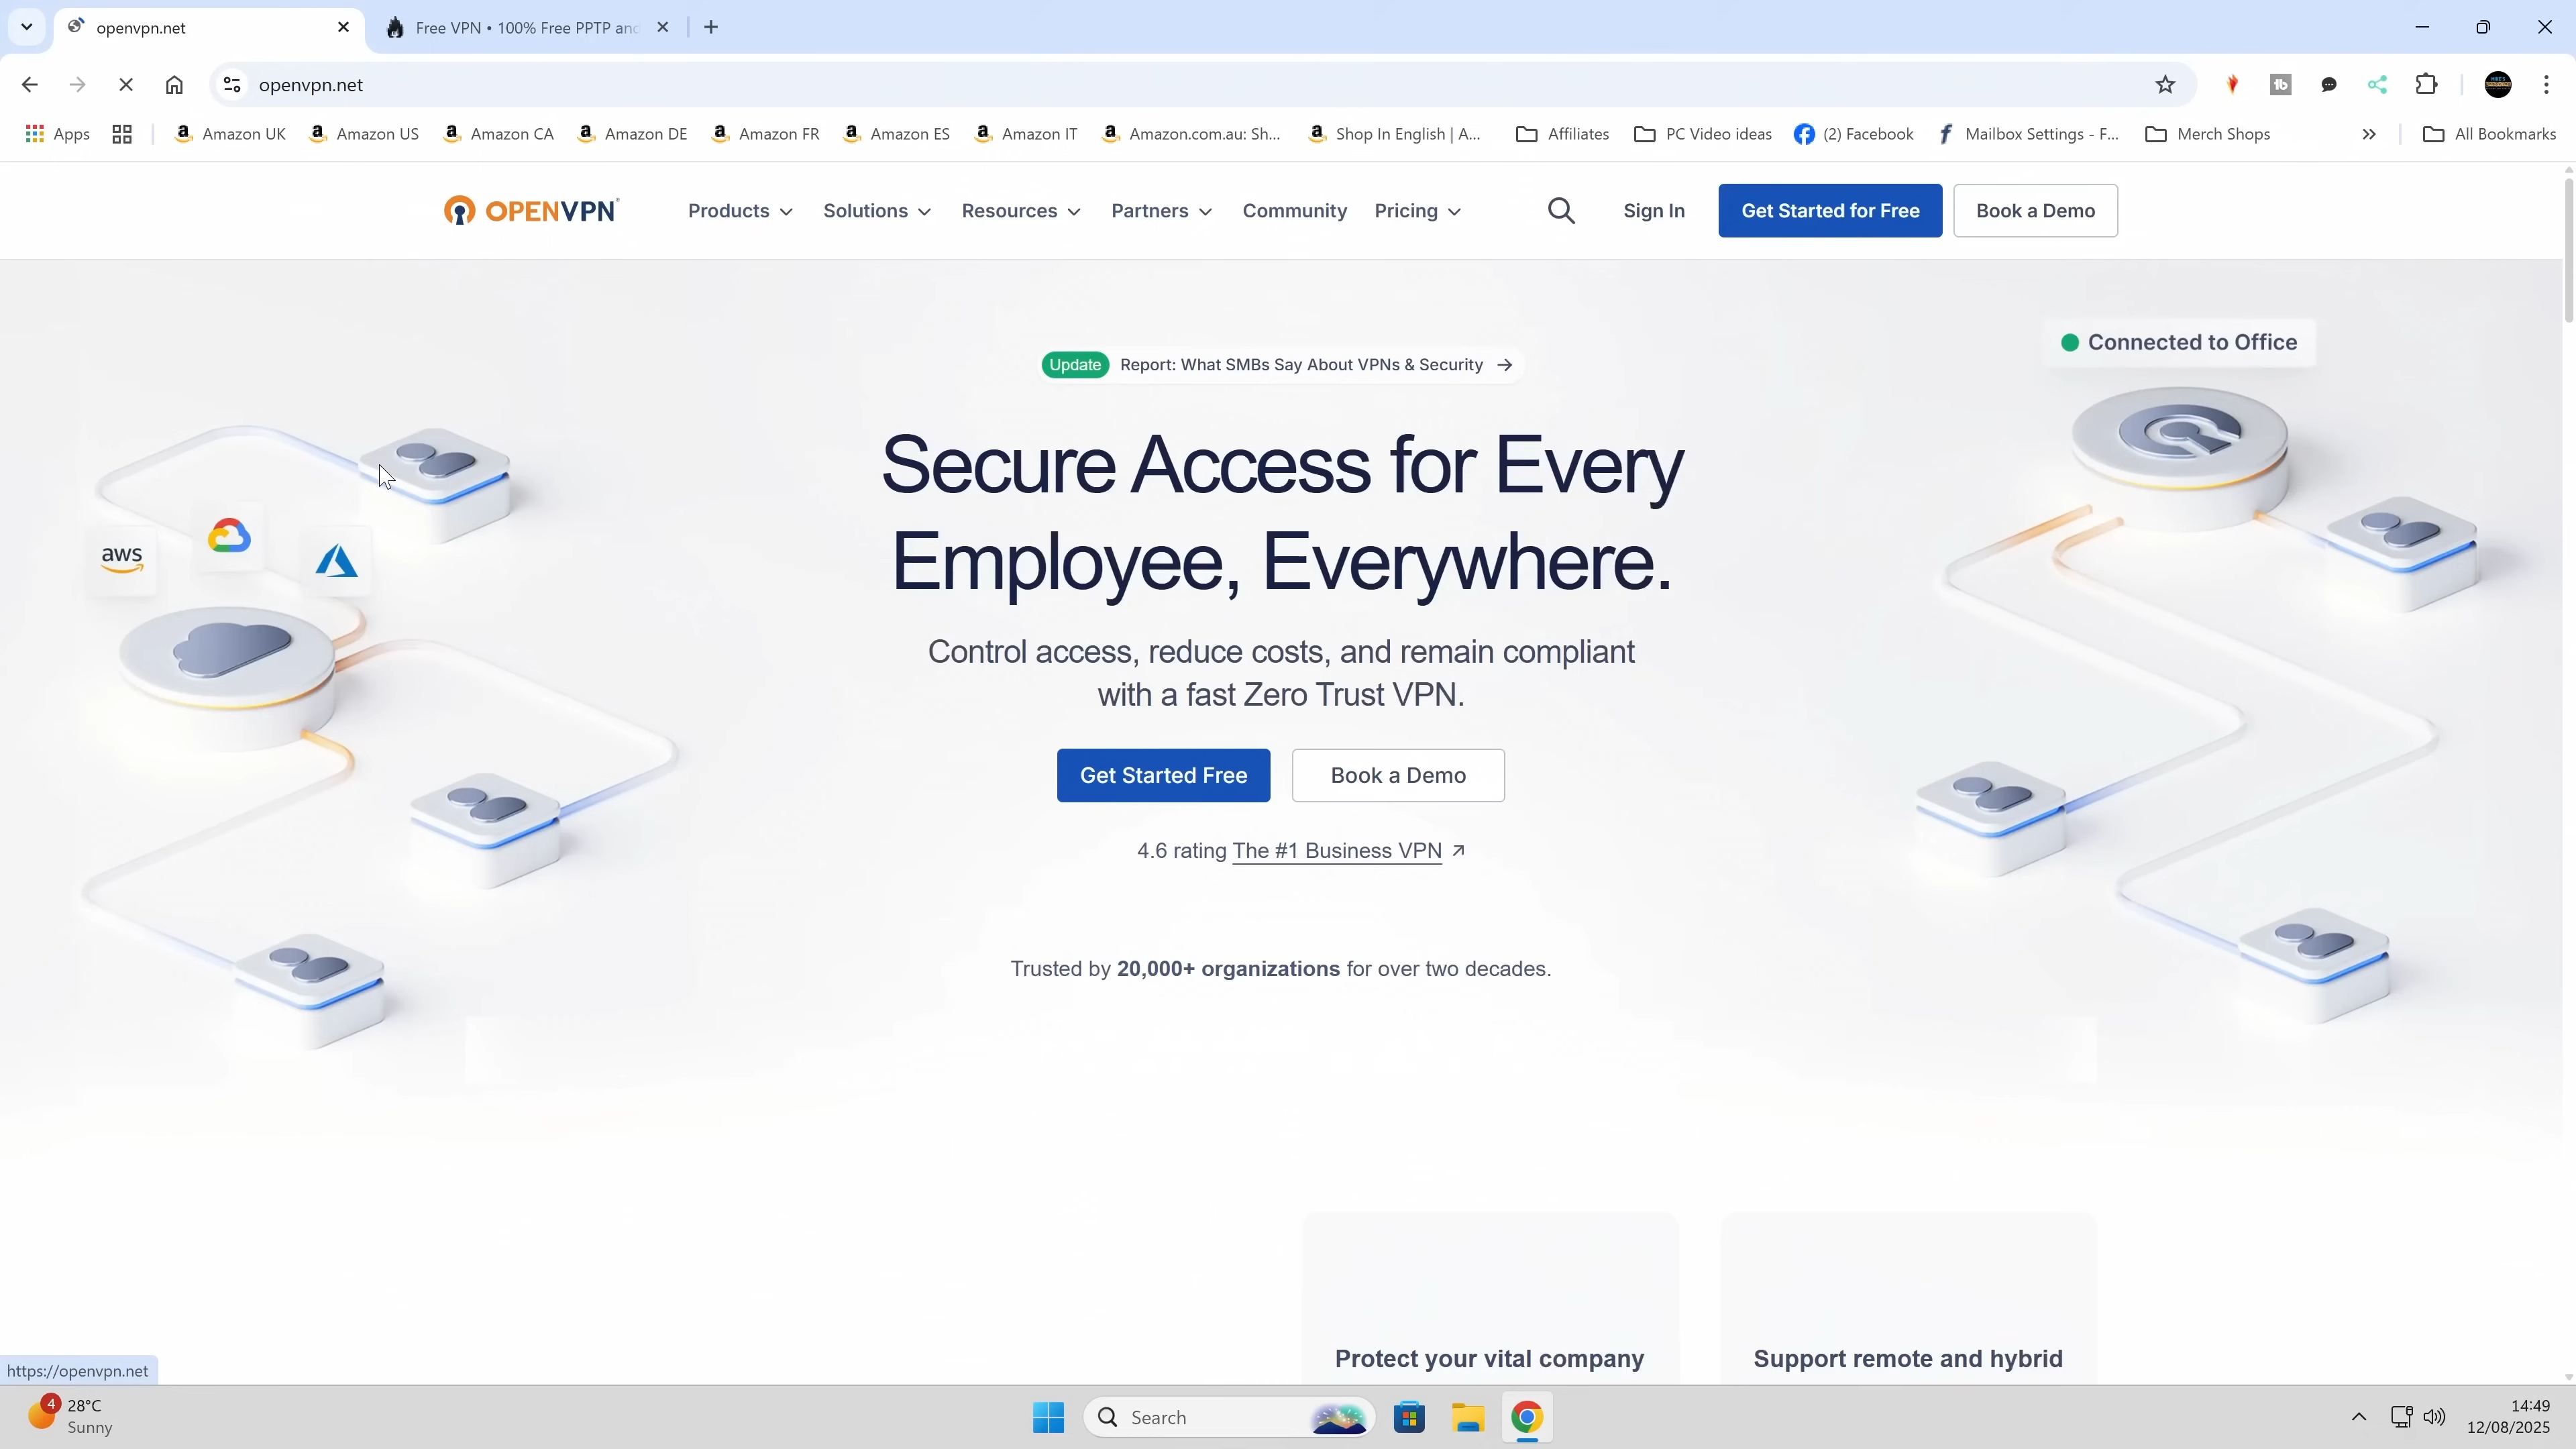 openvpn.net
Free VPN • 100% Free PPTP and
openvpn.net
Apps
Amazon UK
Amazon US
Amazon CA
Amazon DE
Amazon FR
Amazon ES
Amazon IT
Amazon.com.au: Sh...
Shop In English | A...
Affiliates
PC Video ideas
(2) Facebook
Mailbox Settings - F...
Merch Shops
All Bookmarks
OPENVPN
Products
Solutions
Resources
Partners
Community
Pricing
Sign In
Get Started for Free
Book a Demo
Update Report: What SMBs Say About VPNs & Security
Connected to Office
Secure Access for Every
Employee, Everywhere.
aws
Control access, reduce costs, and remain compliant
with a fast Zero Trust VPN.
Get Started Free
Book a Demo
4.6 rating The #1 Business VPN
Trusted by 20,000+ organizations for over two decades.
Protect your vital company
Support remote and hybrid
https://openvpn.net
4
28°C
Sunny
Search
14:49
12/08/2025